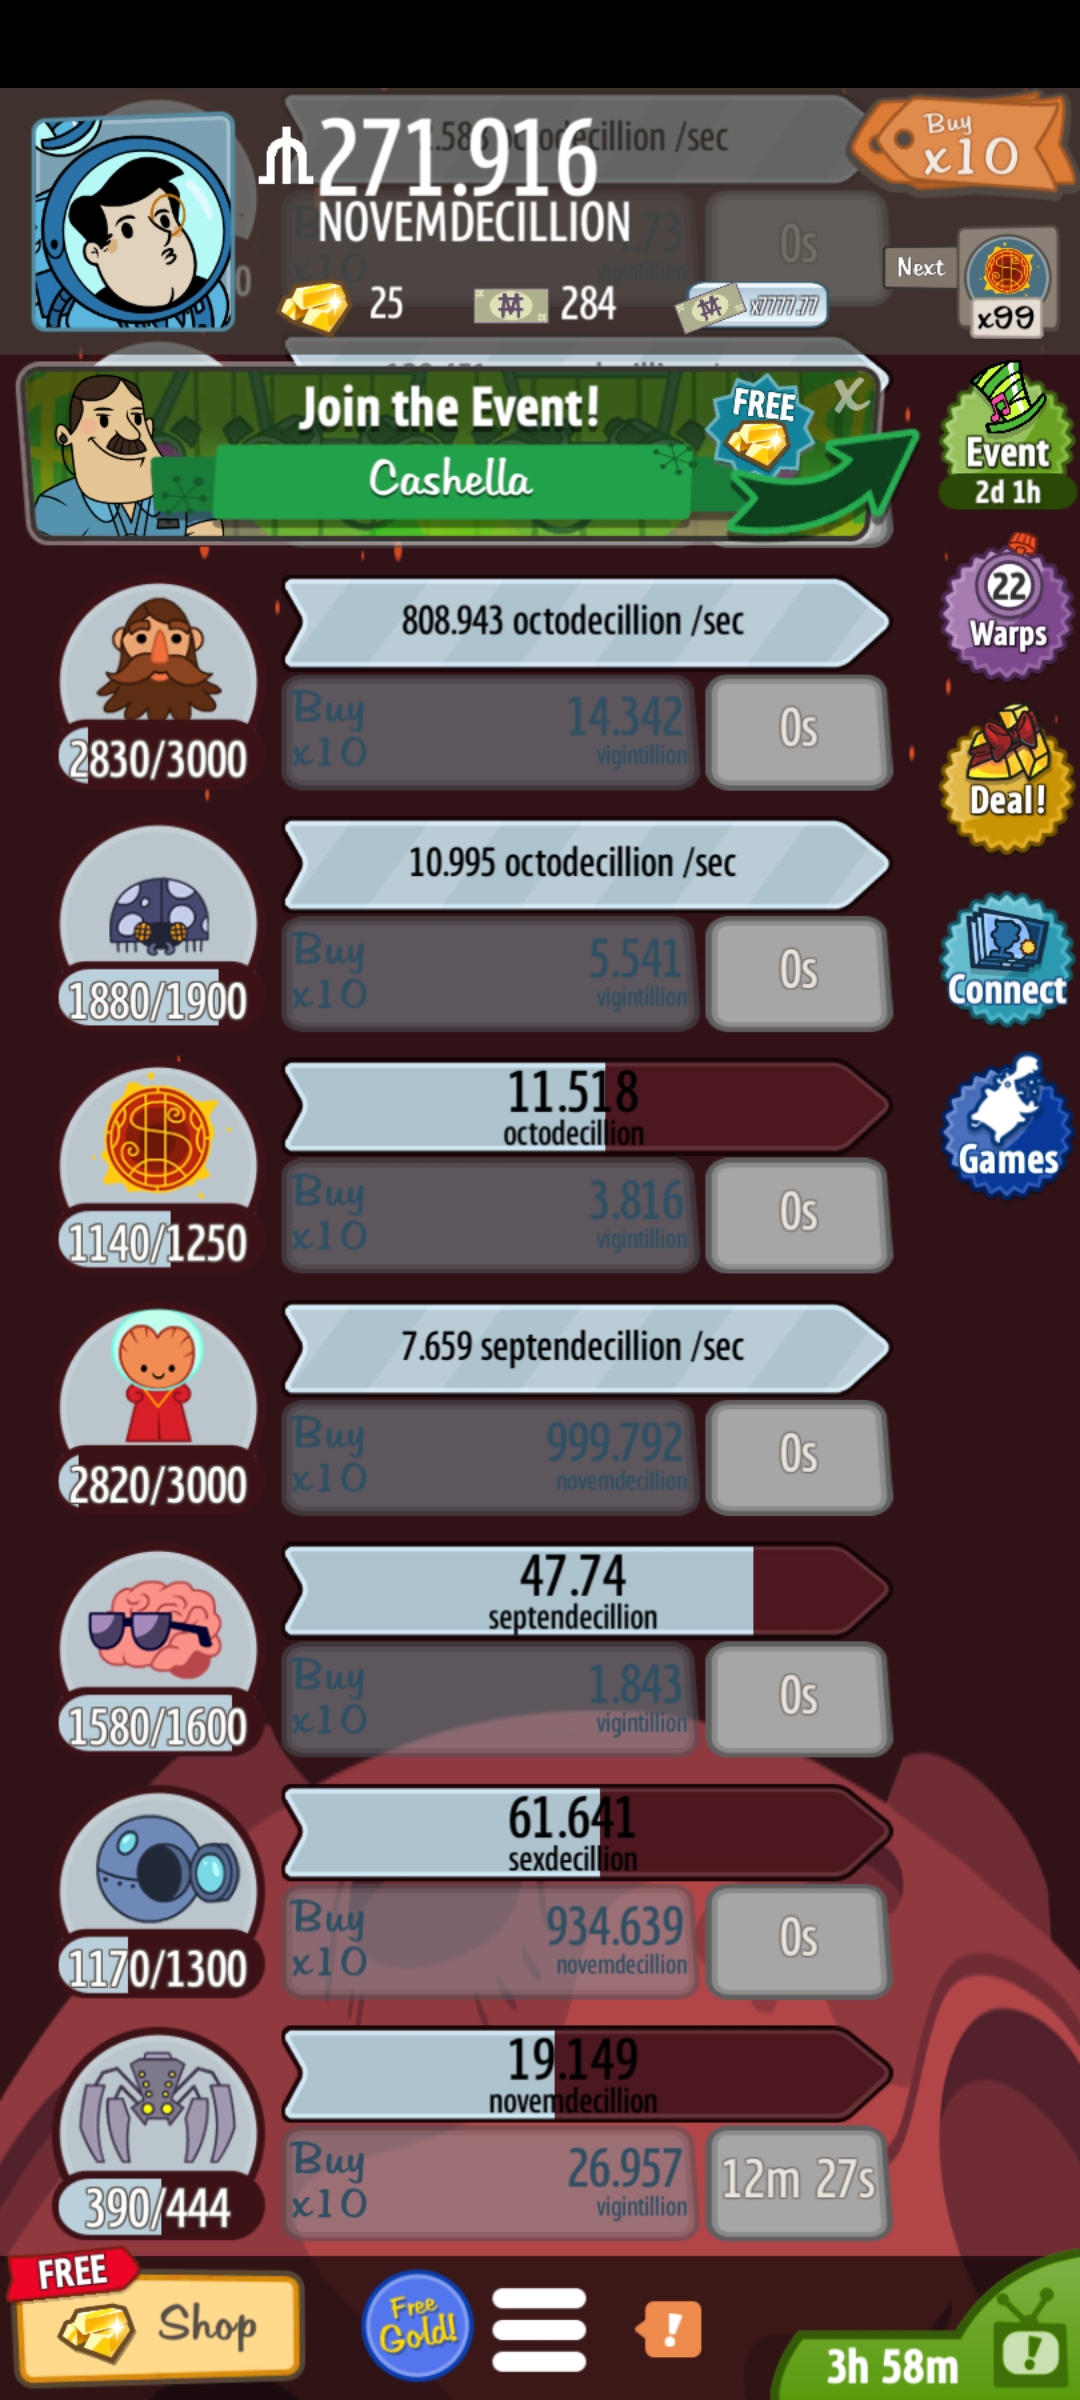 271.916
NOVEMDECILLION
Buy
x10
25
284
x7777.77
0s
Next
x99
Join the Event!
Cashella
FREE
X
Event
2d 1h
808.943 octodecillion /sec
Buy
x10
14.342
vigintillion
0s
2830/3000
22
Warps
Deal!
10.995 octodecillion /sec
Buy
x10
5.541
vigintillion
0s
1880/1900
Connect
11.518
octodecillion
Buy
x10
3.816
vigintillion
0s
1140/1250
Games
7.659 septendecillion /sec
Buy
x10
999.792
novemdecillion
0s
2820/3000
47.74
septendecillion
Buy
x10
1.843
vigintillion
0s
1580/1600
61.641
sexdecillion
Buy
x10
934.639
novemdecillion
0s
1170/1300
19.149
novemdecillion
Buy
x10
26.957
vigintillion
12m 27s
390/444
FREE
Shop
Free
Gold!
!
3h 58m
!